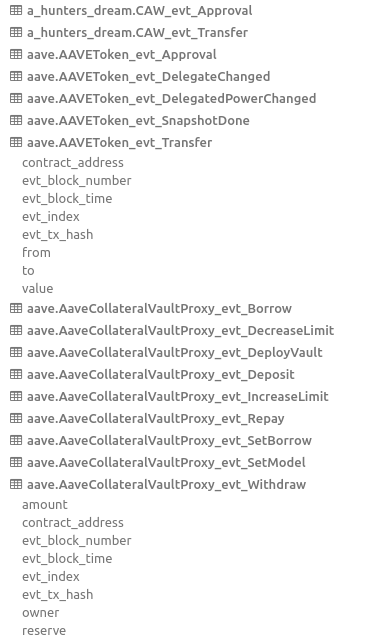 a_hunters_dream.CAW_evt_Approval
a_hunters_dream.CAW_evt_Transfer
aave.AAVEToken_evt_Approval
aave.AAVEToken_evt_DelegateChanged
aave.AAVEToken_evt_DelegatedPowerChanged
aave.AAVEToken_evt_SnapshotDone
aave.AAVEToken_evt_Transfer
contract_address
evt_block_number
evt_block_time
evt_index
evt_tx_hash
from
to
value
aave.AaveCollateralVaultProxy_evt_Borrow
aave.AaveCollateralVaultProxy_evt_DecreaseLimit
aave.AaveCollateralVaultProxy_evt_DeployVault
aave.AaveCollateralVaultProxy_evt_Deposit
aave.AaveCollateralVaultProxy_evt_IncreaseLimit
aave.AaveCollateralVaultProxy_evt_Repay
aave.AaveCollateralVaultProxy_evt_SetBorrow
aave.AaveCollateralVaultProxy_evt_SetModel
aave.AaveCollateralVaultProxy_evt_Withdraw
amount
contract_address
evt_block_number
evt_block_time
evt_index
evt_tx_hash
owner
reserve